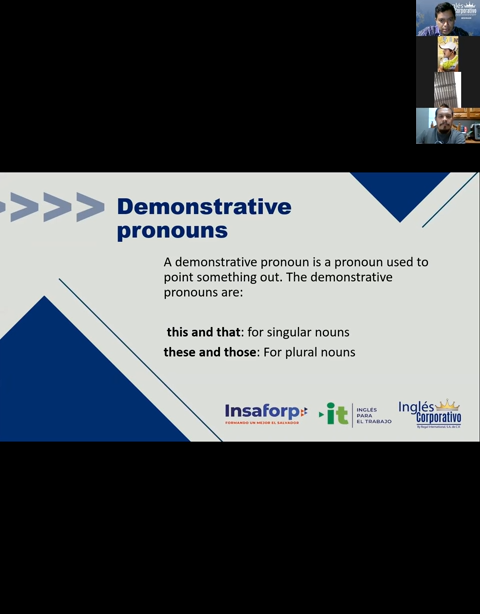 Inglés
Corporativo
>>>>
Demonstrative
pronouns
A demonstrative pronoun is a pronoun used to
point something out. The demonstrative
pronouns are:
this and that: for singular nouns
these and those: For plural nouns
Insaforp
FORMANDO UN MEJOR EL SALVADOR
it
INGLÉS
PARA
EL TRABAJO
Inglés
Corporativo